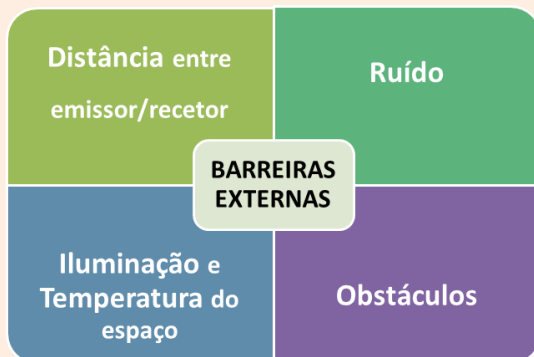 Distância entre
emissor/recetor
Ruído
BARREIRAS
EXTERNAS
Iluminação e
Temperatura do
espaço
Obstáculos